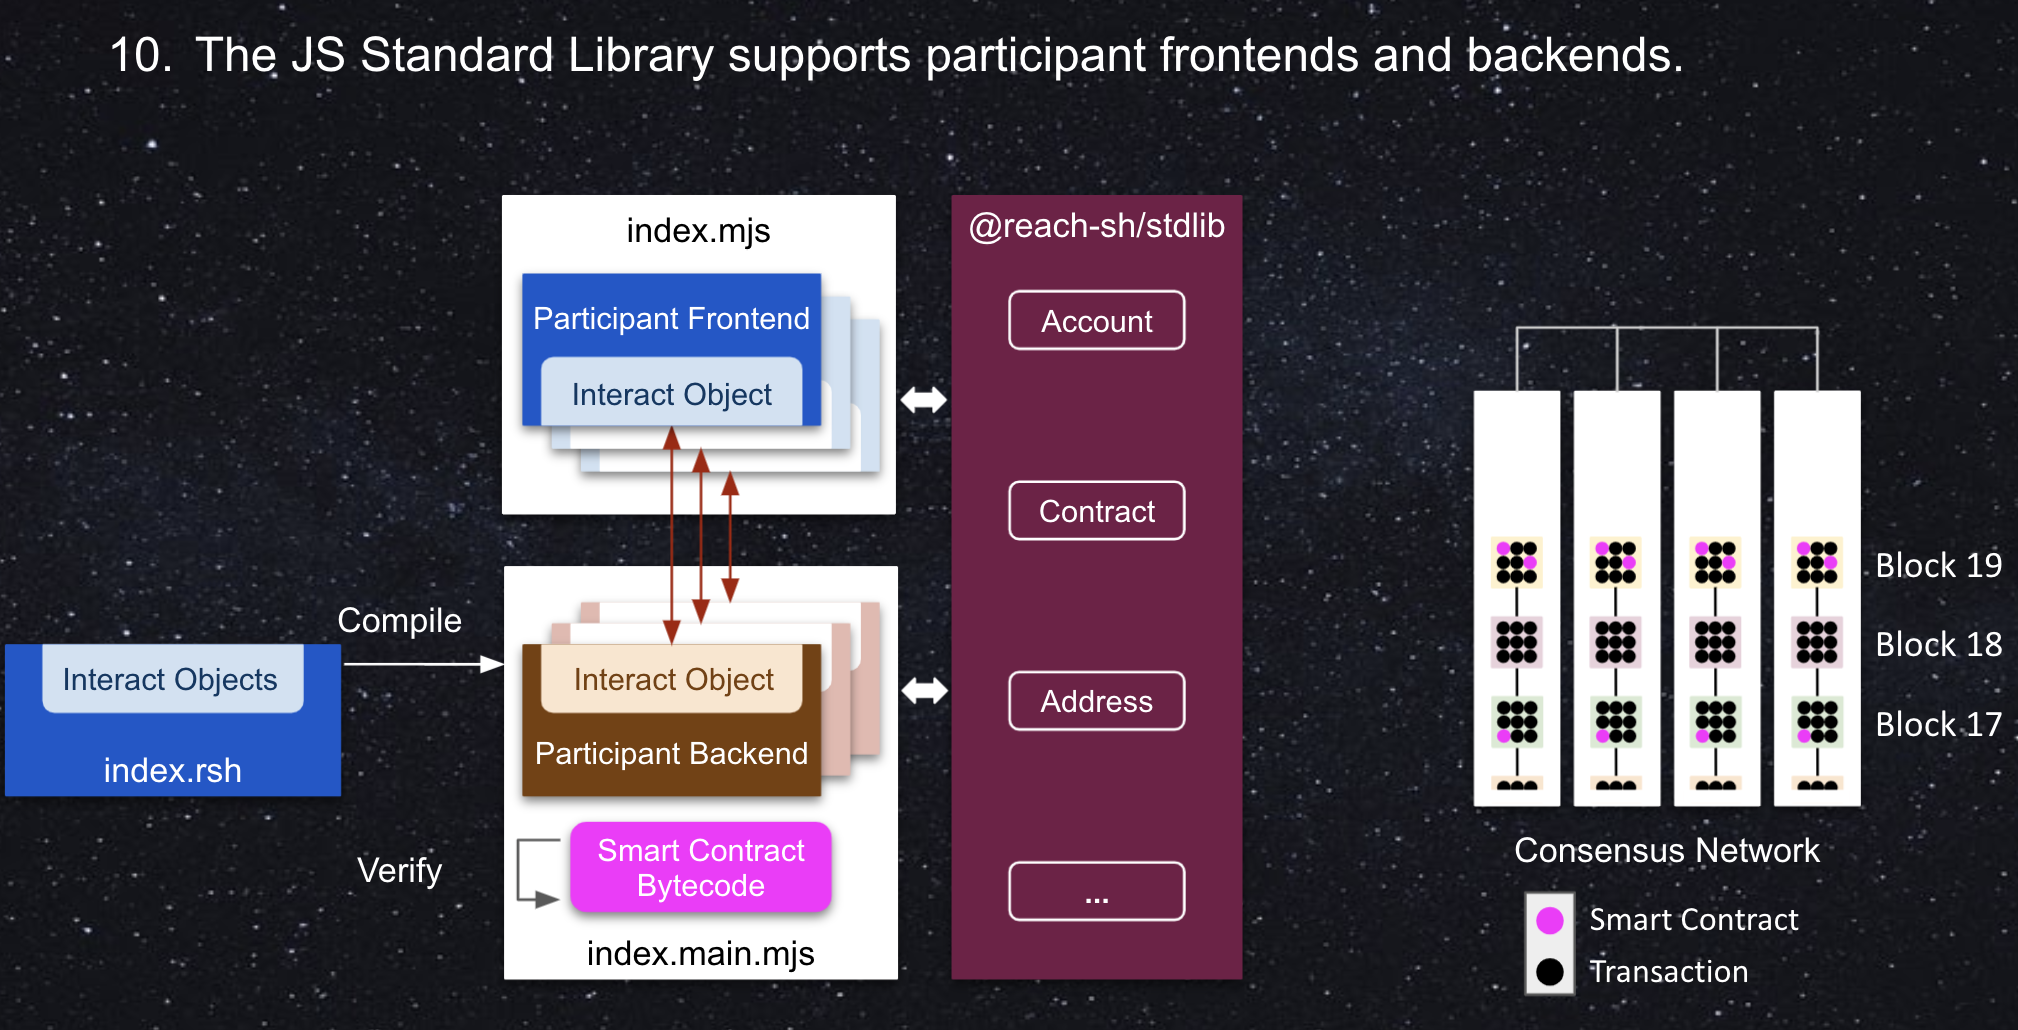 10. The JS Standard Library supports participant frontends and backends.
index.mjs
Participant Frontend
Interact Object
@reach-sh/stdlib
Account
Contract
Address
...
Compile
Interact Objects
index.rsh
Interact Object
Participant Backend
Verify
Smart Contract
Bytecode
index.main.mjs
Block 19
Block 18
Block 17
Consensus Network
Smart Contract
Transaction